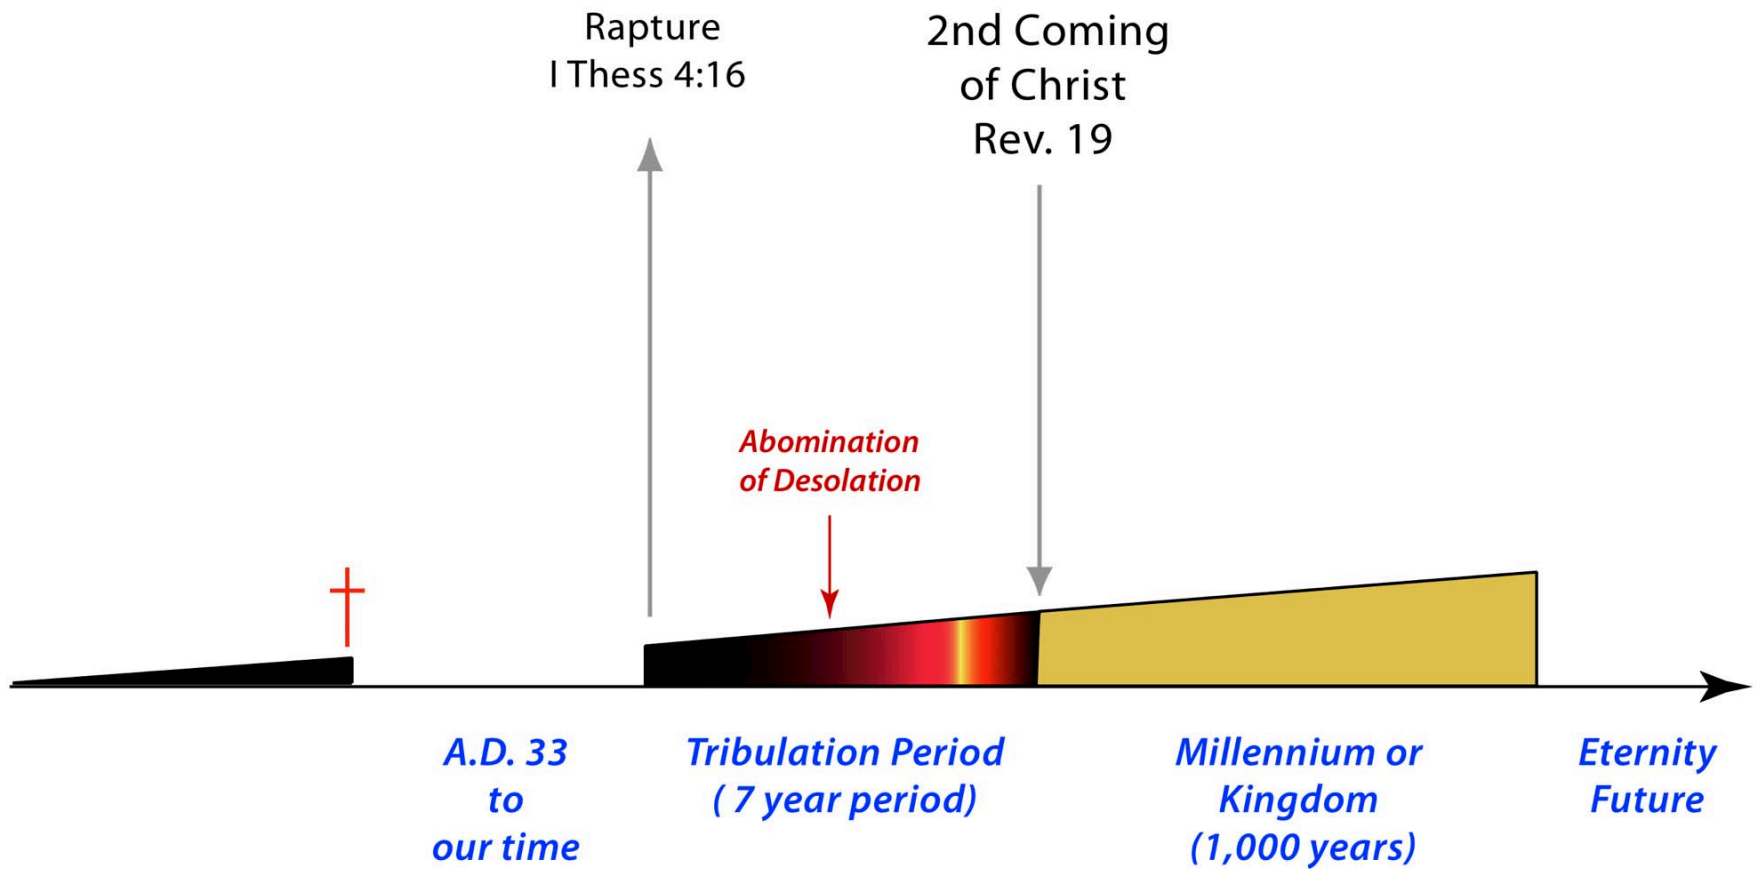 Rapture
I Thess 4:16
2nd Coming
of Christ
Rev. 19
Abomination
of Desolation
A.D. 33
to
our time
Tribulation Period
( 7 year period)
Millennium or
Kingdom
(1,000 years)
Eternity
Future